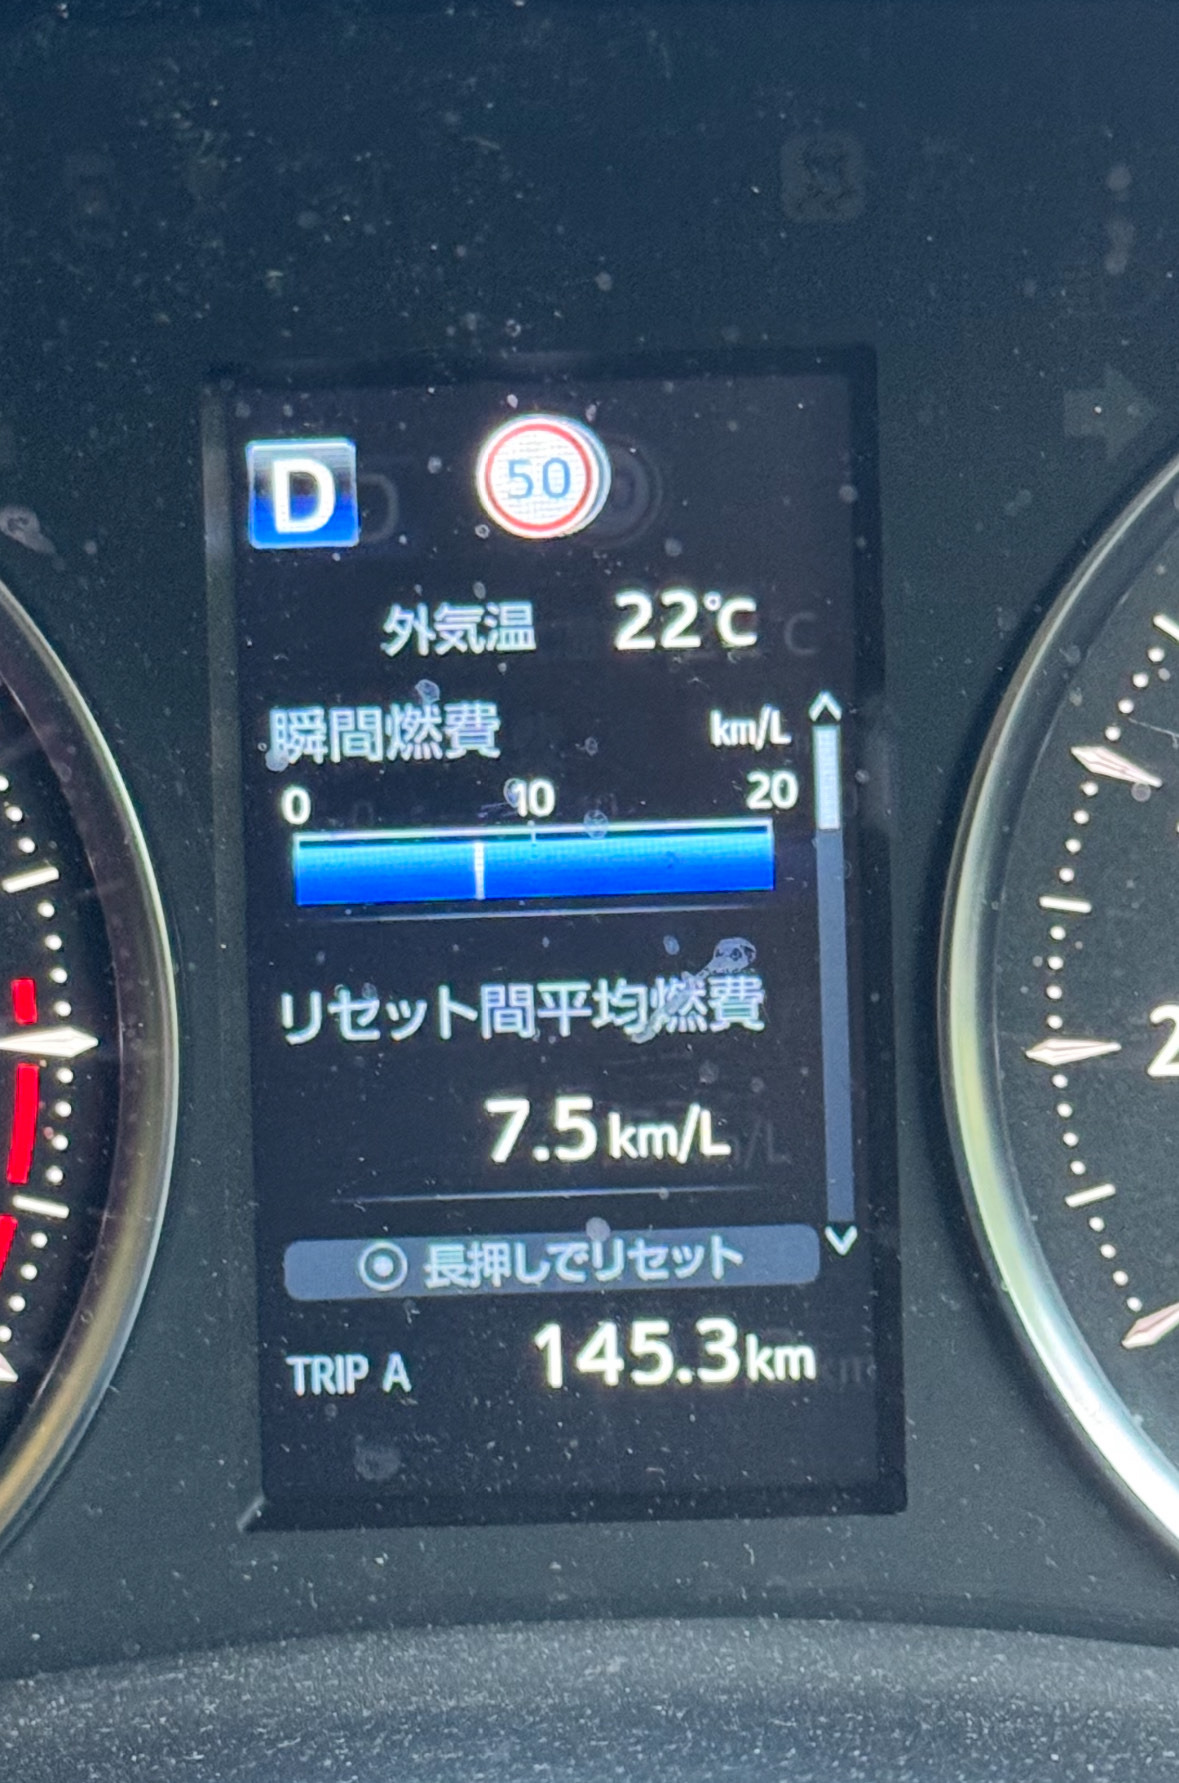 D 50
外気温 22℃
瞬間燃費 km/L
0 10 20
リセット間平均燃費
7.5 km/L
長押しでリセット
TRIP A 145.3 km
2